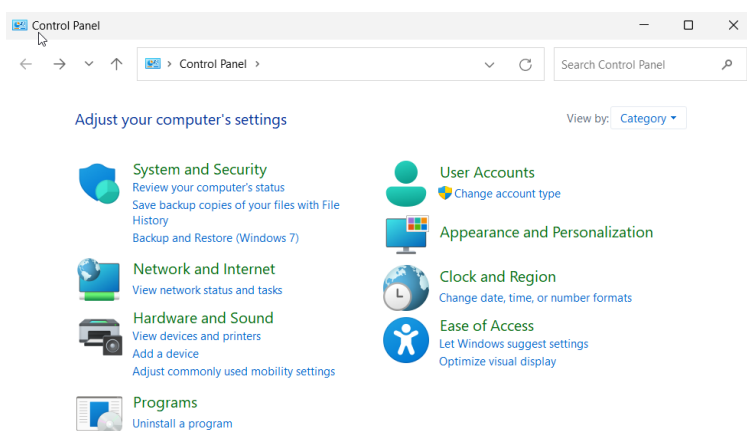 Control Panel
Control Panel
Search Control Panel
Adjust your computer's settings
View by: Category
System and Security
Review your computer's status
Save backup copies of your files with File
History
Backup and Restore (Windows 7)
Network and Internet
View network status and tasks
Hardware and Sound
View devices and printers
Add a device
Adjust commonly used mobility settings
Programs
Uninstall a program
User Accounts
Change account type
Appearance and Personalization
Clock and Region
Change date, time, or number formats
Ease of Access
Let Windows suggest settings
Optimize visual display